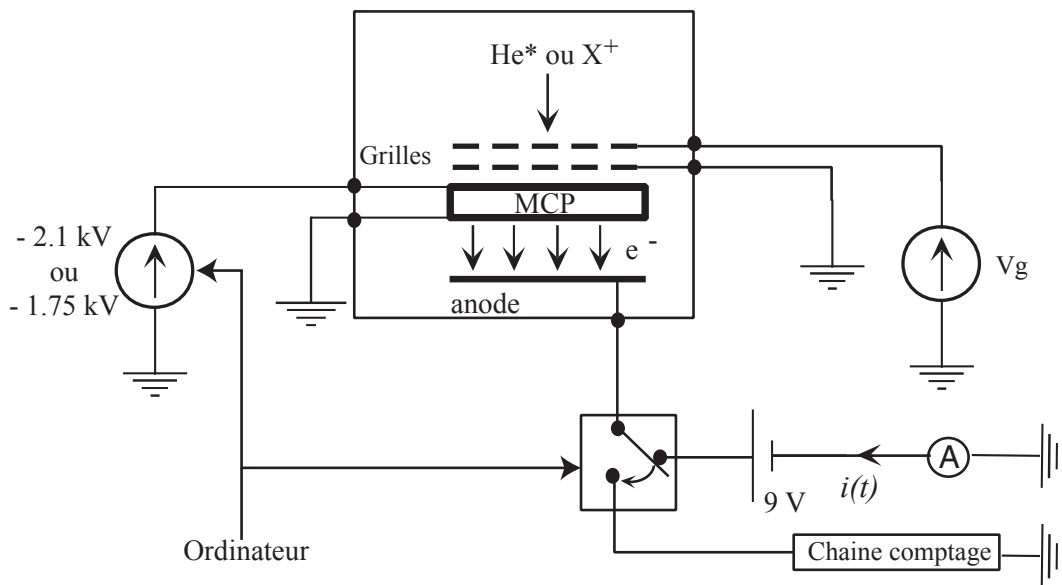 He* ou X+
Grilles
MCP
- 2.1 kV
ou
- 1.75 kV
e -
Vg
anode
A
i(t)
9 V
Ordinateur
Chaine comptage